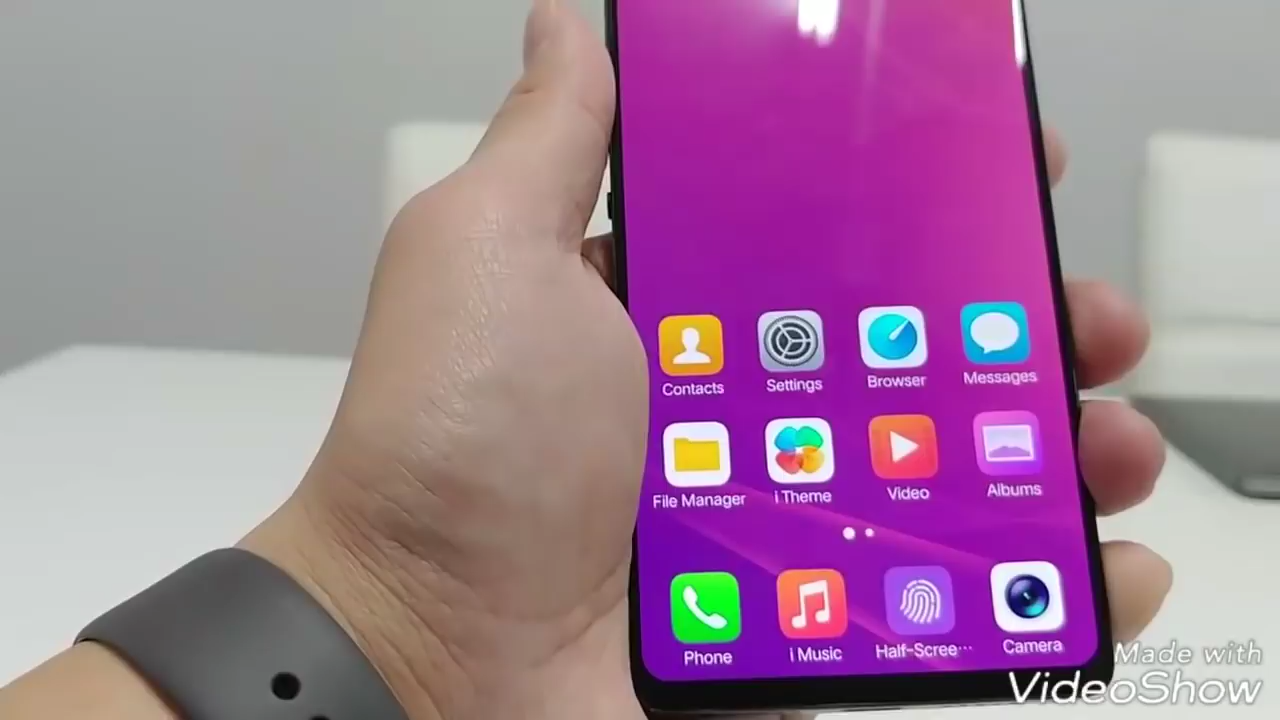 Contacts
Settings
Browser
Messages
File Manager
i Theme
Video
Albums
Phone
i Music
Half-Scree···
Camera
Made with
VideoShow